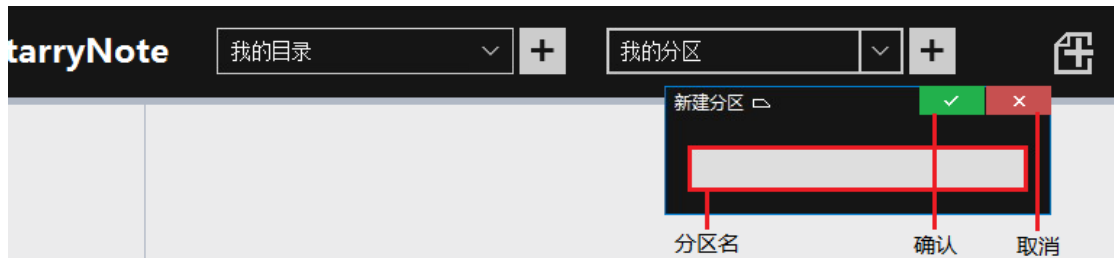 tarryNote
我的目录
我的分区
新建分区
分区名
确认
取消